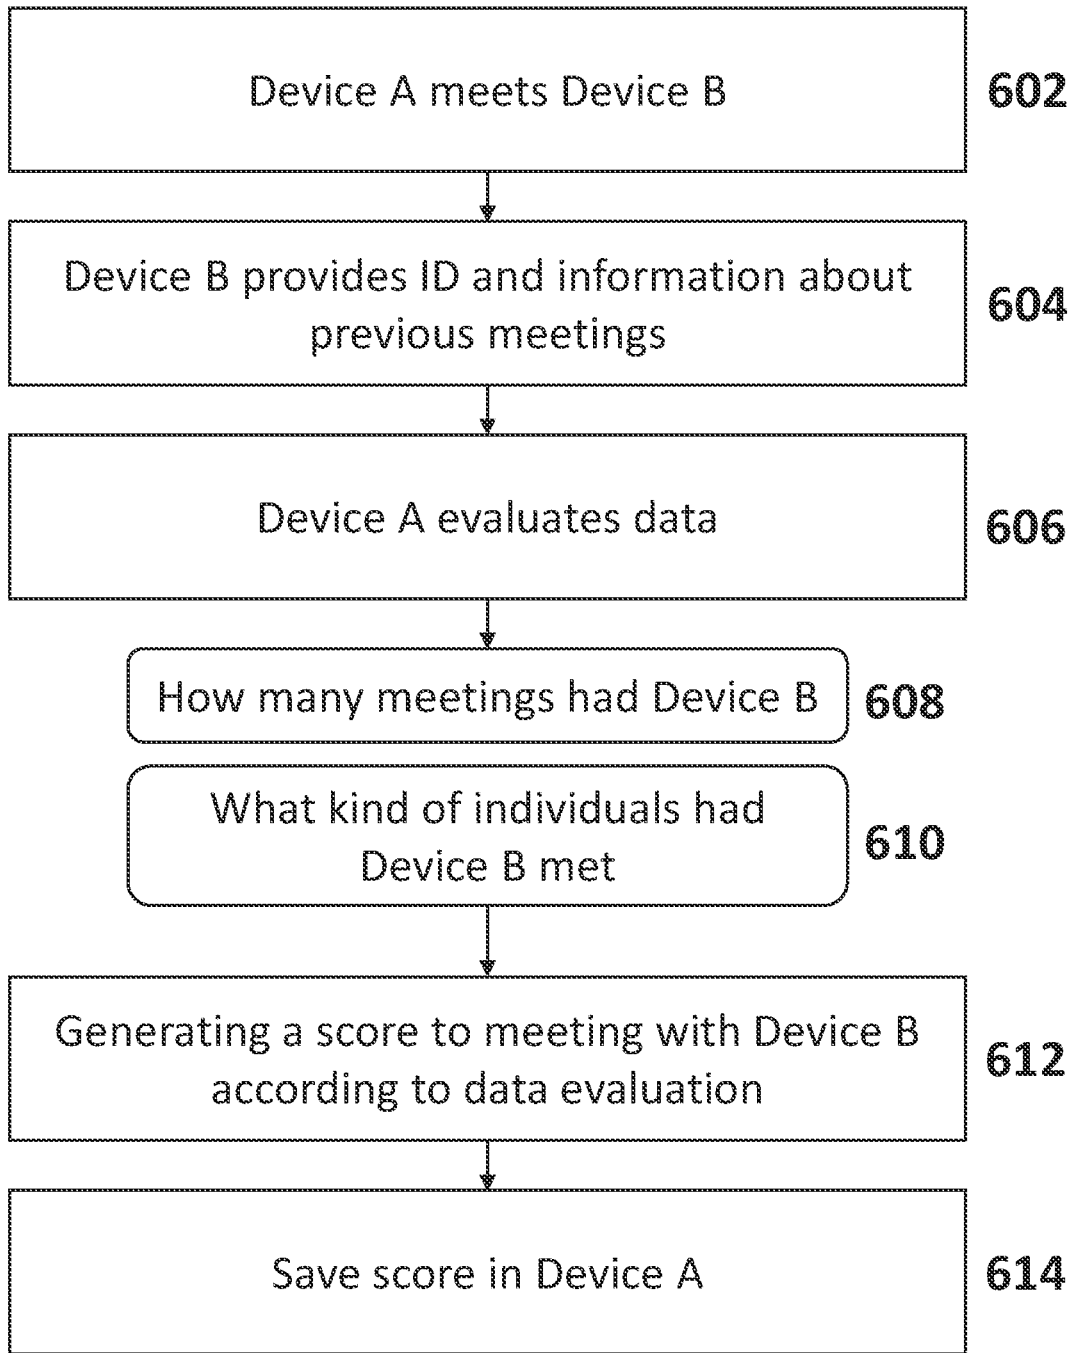 Device A meets Device B
602
Device B provides ID and information about
previous meetings
604
Device A evaluates data
606
How many meetings had Device B
608
What kind of individuals had
Device B met
610
Generating a score to meeting with Device B
according to data evaluation
612
Save score in Device A
614